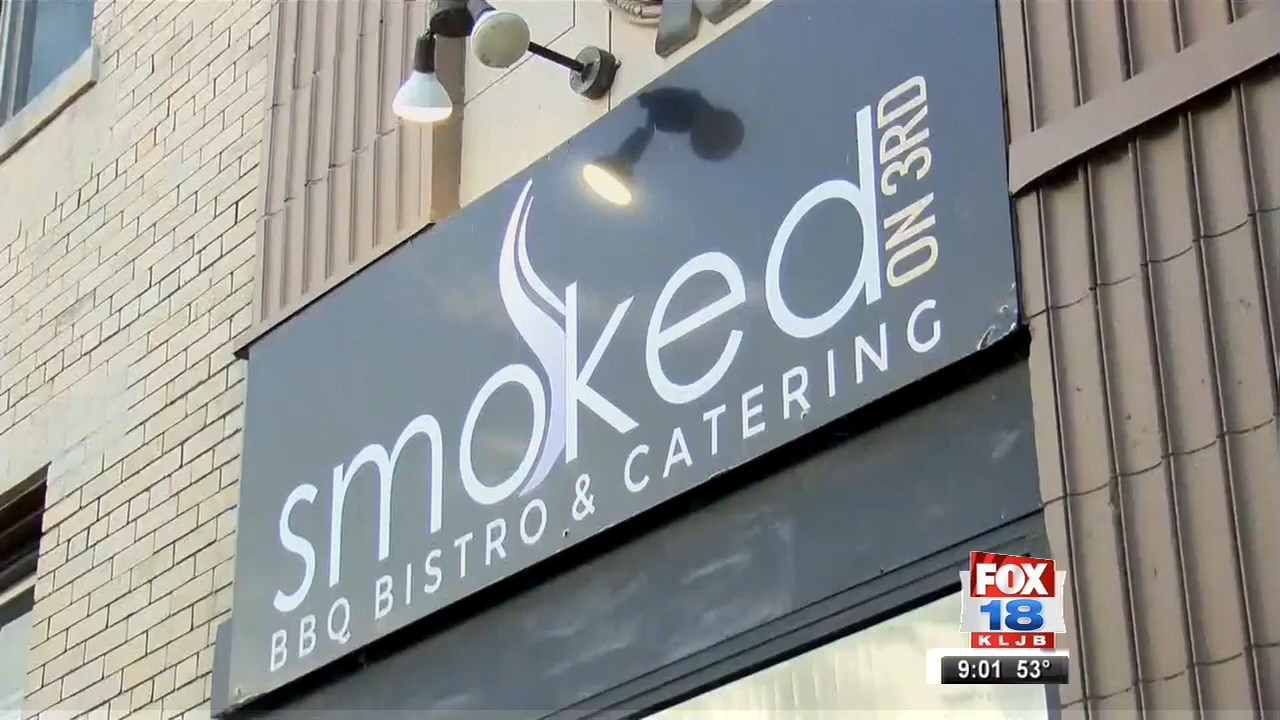 smoked
ON 3RD
BBQ BISTRO & CATERING
FOX
18
KLJB
9:01 53°